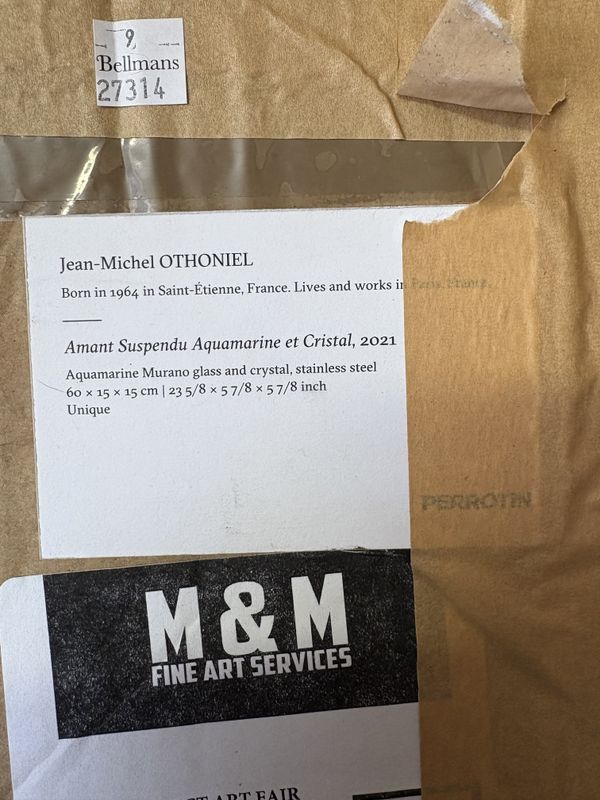 9
Bellmans
27314
Jean-Michel OTHONIEL
Born in 1964 in Saint-Étienne, France. Lives and works in Paris, France.
Amant Suspendu Aquamarine et Cristal, 2021
Aquamarine Murano glass and crystal, stainless steel
60 × 15 × 15 cm | 23 5/8 × 5 7/8 × 5 7/8 inch
Unique
PERROTIN
M & M
FINE ART SERVICES
ART FAIR